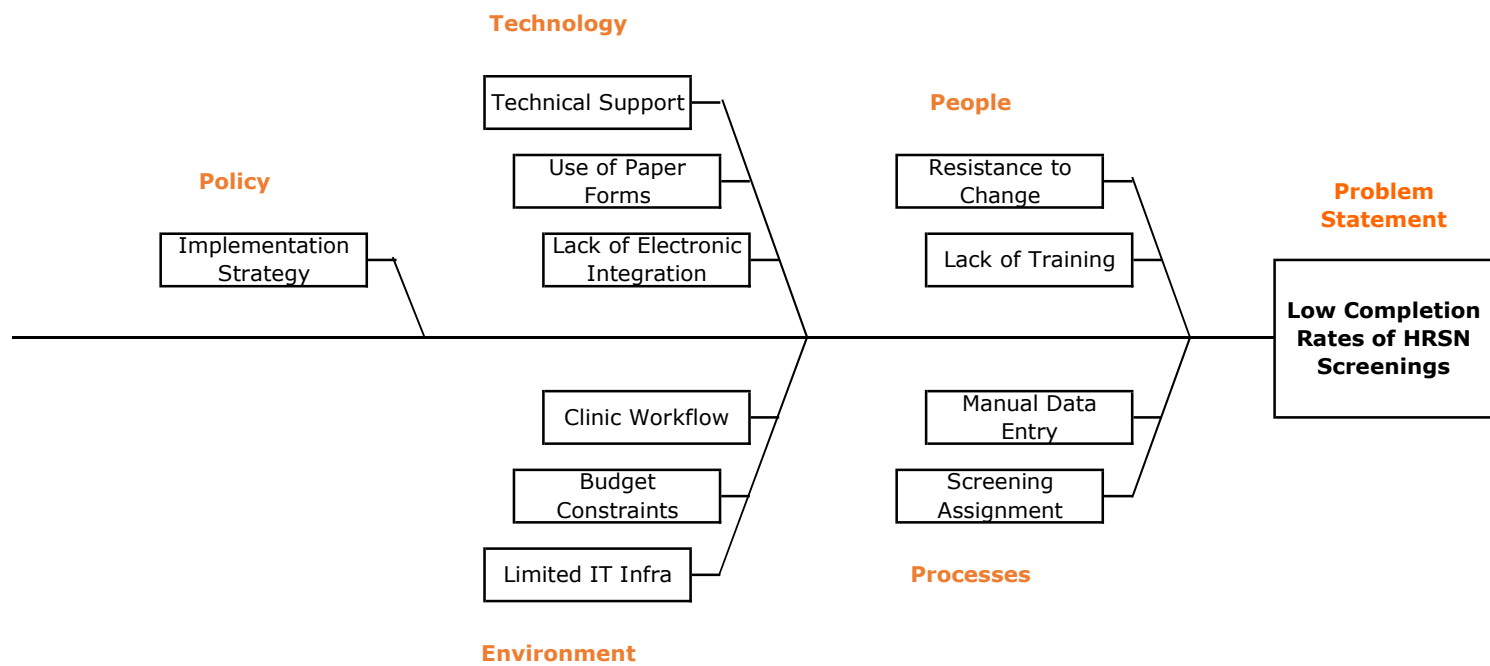 Technology
Technical Support
Use of Paper
Forms
Lack of Electronic
Integration
People
Resistance to
Change
Lack of Training
Policy
Implementation
Strategy
Problem
Statement
Low Completion
Rates of HRSN
Screenings
Clinic Workflow
Budget
Constraints
Limited IT Infra
Environment
Manual Data
Entry
Screening
Assignment
Processes